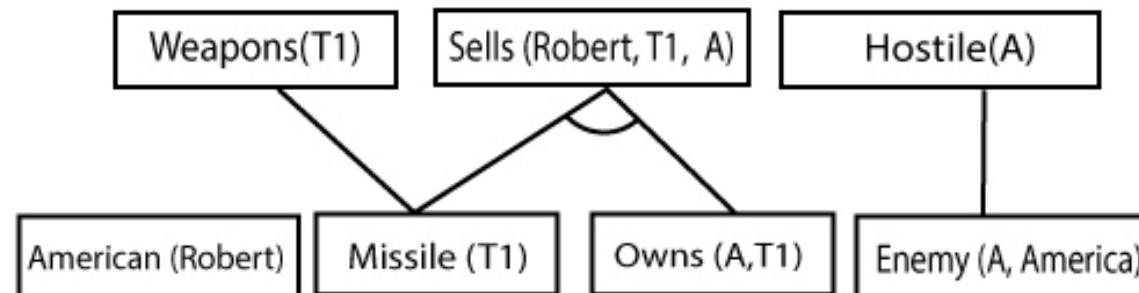 Weapons(T1)
Sells (Robert, T1, A)
Hostile(A)
American (Robert)
Missile (T1)
Owns (A,T1)
Enemy (A, America)